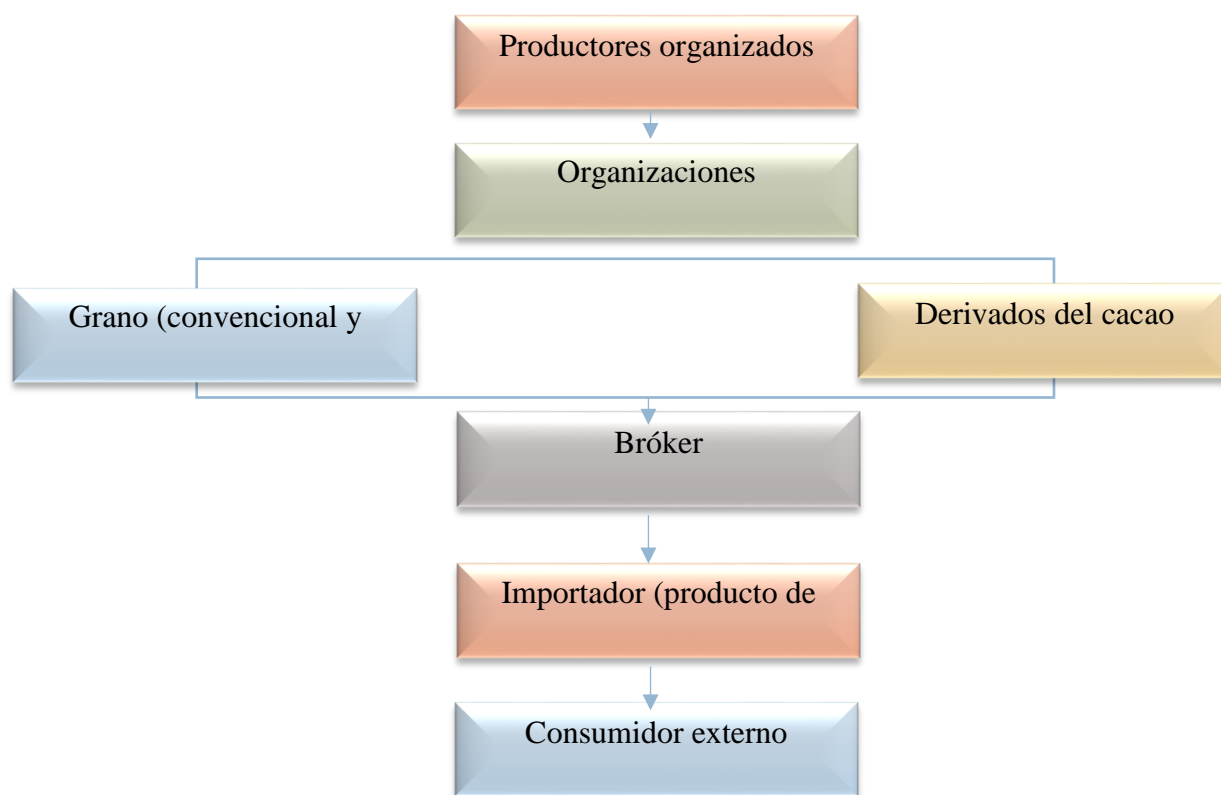 Productores organizados
Organizaciones
Grano (convencional y
Derivados del cacao
Bróker
Importador (producto de
Consumidor externo